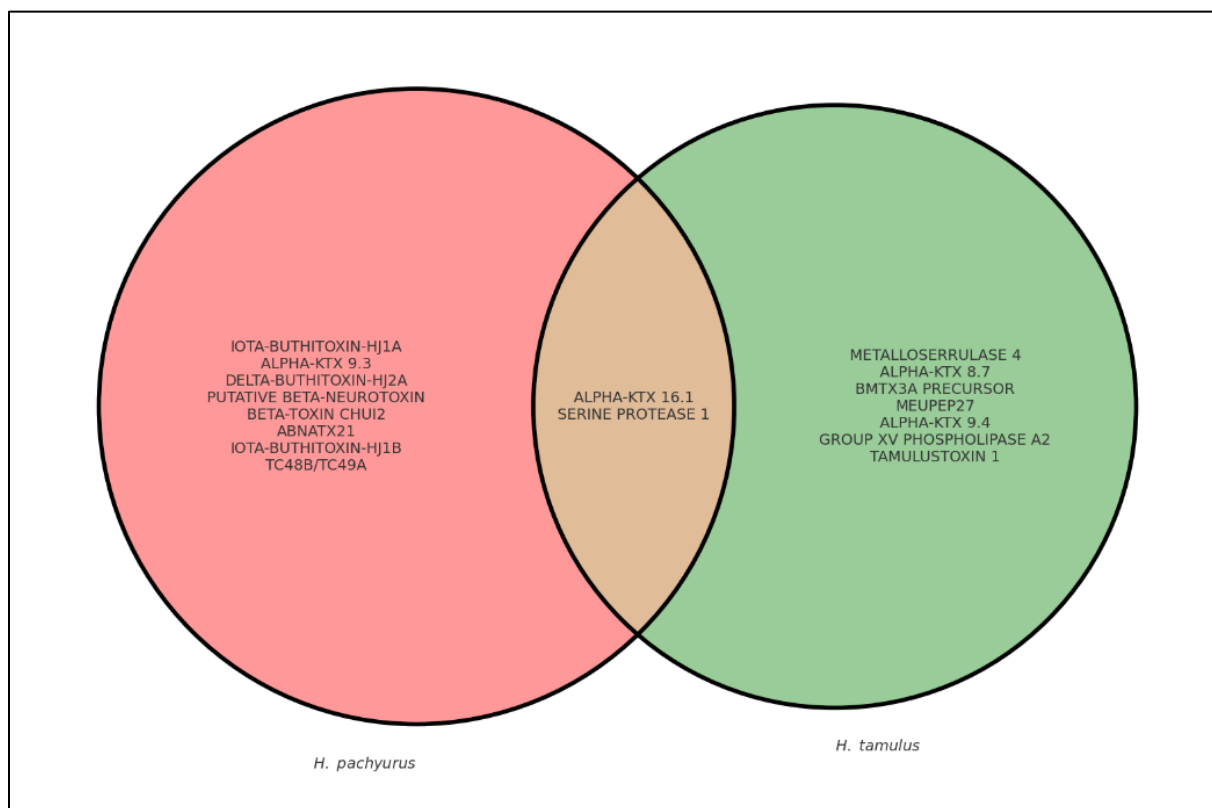 IOTA-BUTHITOXIN-HJ1A
ALPHA-KTX 9.3
DELTA-BUTHITOXIN-HJ2A
PUTATIVE BETA-NEUROTOXIN
BETA-TOXIN CHUI2
ABNATX21
IOTA-BUTHITOXIN-HJ1B
TC48B/TC49A
ALPHA-KTX 16.1
SERINE PROTEASE 1
METALLOSERRULASE 4
ALPHA-KTX 8.7
BMTX3A PRECURSOR
MEUPEP27
ALPHA-KTX 9.4
GROUP XV PHOSPHOLIPASE A2
TAMULUSTOXIN 1
H. pachyurus
H. tamulus